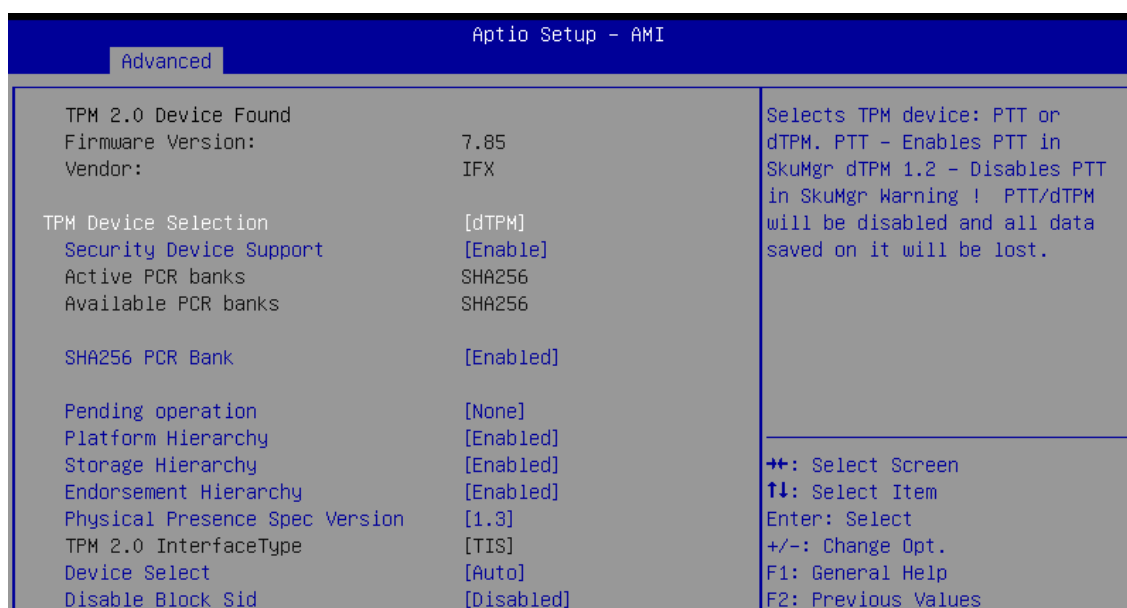 Aptio Setup – AMI
Advanced
TPM 2.0 Device Found
Firmware Version: 7.85
Vendor: IFX
TPM Device Selection [dTPM]
Security Device Support [Enable]
Active PCR banks SHA256
Available PCR banks SHA256
SHA256 PCR Bank [Enabled]
Pending operation [None]
Platform Hierarchy [Enabled]
Storage Hierarchy [Enabled]
Endorsement Hierarchy [Enabled]
Physical Presence Spec Version [1.3]
TPM 2.0 InterfaceType [TIS]
Device Select [Auto]
Disable Block Sid [Disabled]
Selects TPM device: PTT or
dTPM. PTT – Enables PTT in
SkuMgr dTPM 1.2 – Disables PTT
in SkuMgr Warning ! PTT/dTPM
will be disabled and all data
saved on it will be lost.
→←: Select Screen
↑↓: Select Item
Enter: Select
+/-: Change Opt.
F1: General Help
F2: Previous Values